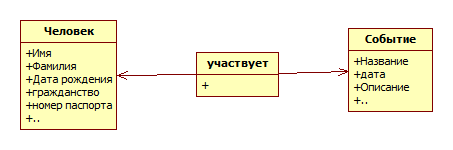 Человек
+Имя
+Фамилия
+Дата рождения
+гражданство
+номер паспорта
+..
участвует
+
Событие
+Название
+дата
+Описание
+..